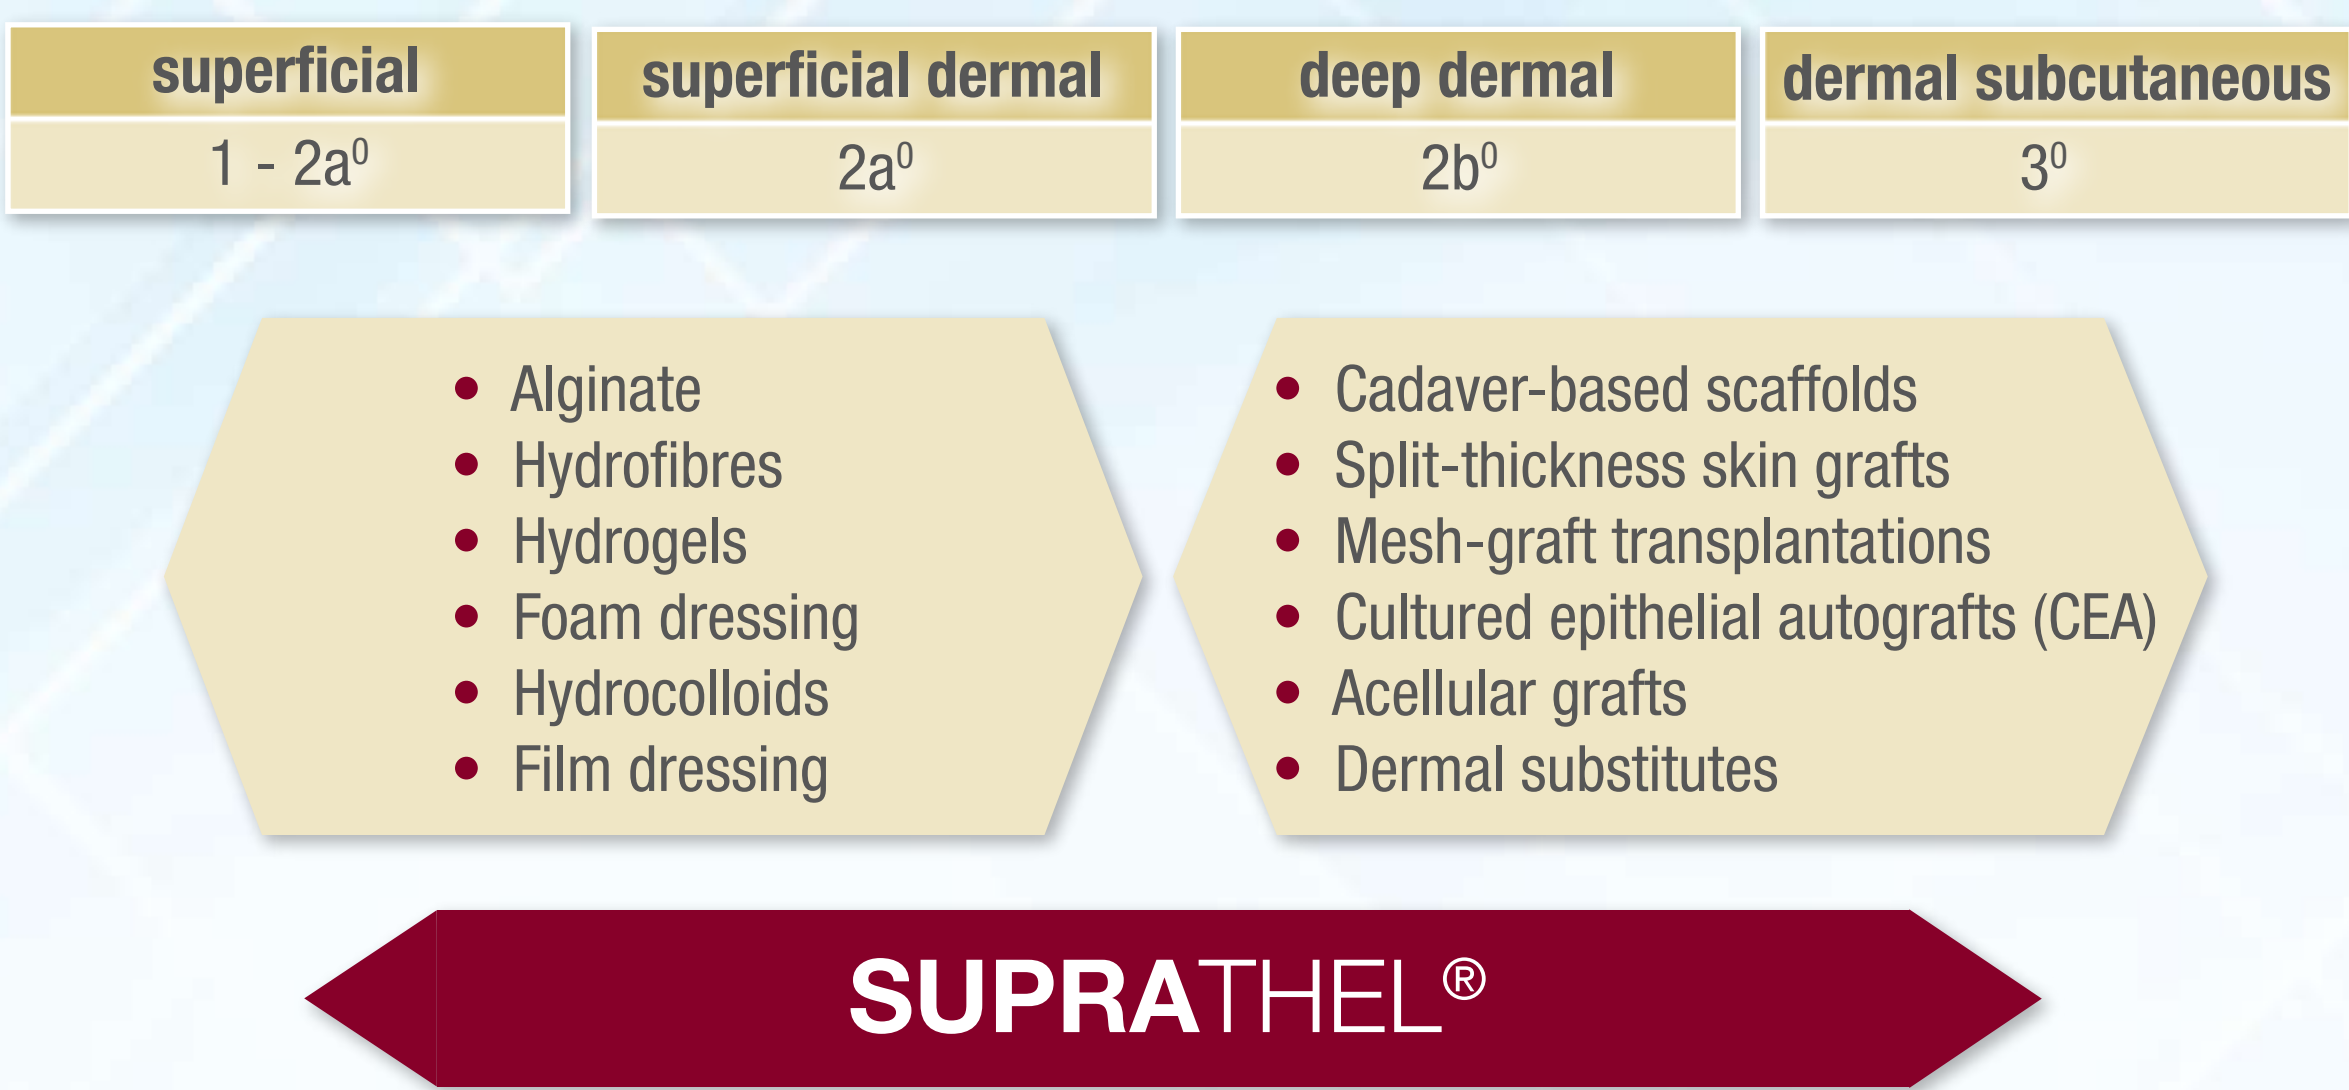 superficial
1 - 2a⁰
superficial dermal
2a⁰
deep dermal
2b⁰
dermal subcutaneous
3⁰
• Alginate
• Hydrofibres
• Hydrogels
• Foam dressing
• Hydrocolloids
• Film dressing
• Cadaver-based scaffolds
• Split-thickness skin grafts
• Mesh-graft transplantations
• Cultured epithelial autografts (CEA)
• Acellular grafts
• Dermal substitutes
SUPRATHEL®